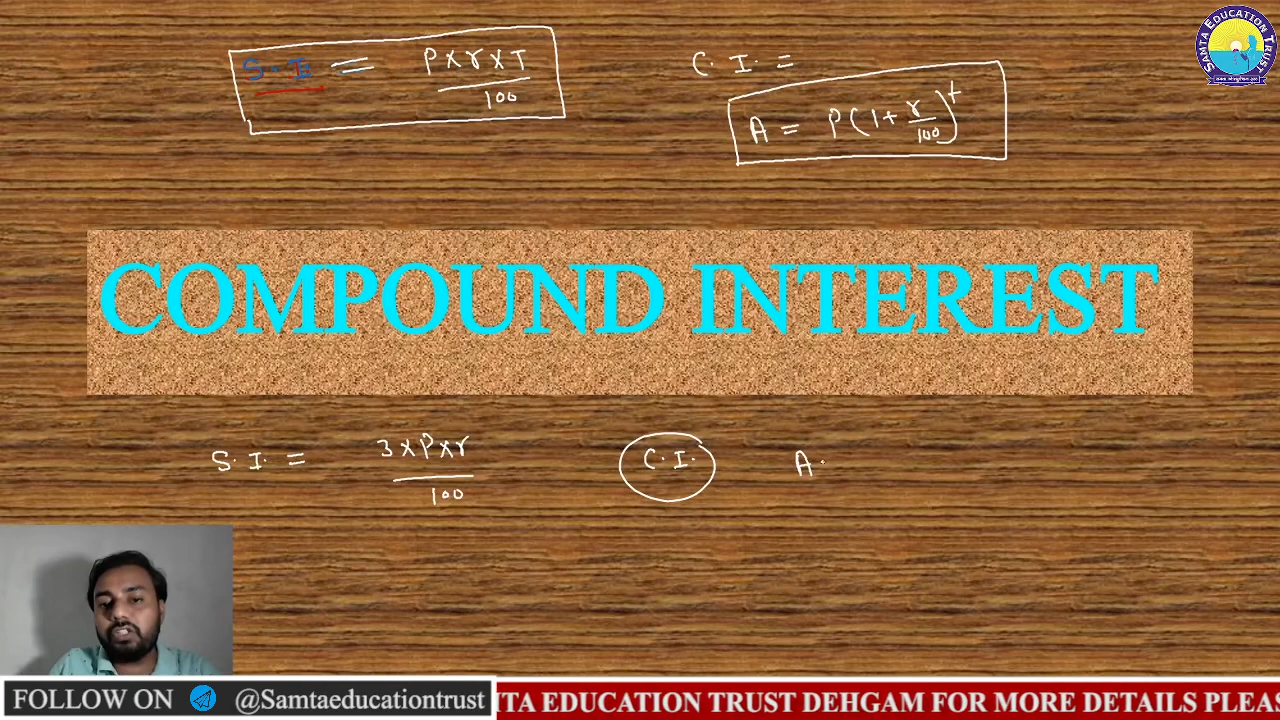 S.I = P×r×T
100
C.I. =
A = P(1+ r/100)^t
SAMTA EDUCATION TRUST
COMPOUND INTEREST
S.I. = 3×P×r
100
C.I.
A.
FOLLOW ON @Samtaeducationtrust
MTA EDUCATION TRUST DEHGAM FOR MORE DETAILS PLEAS